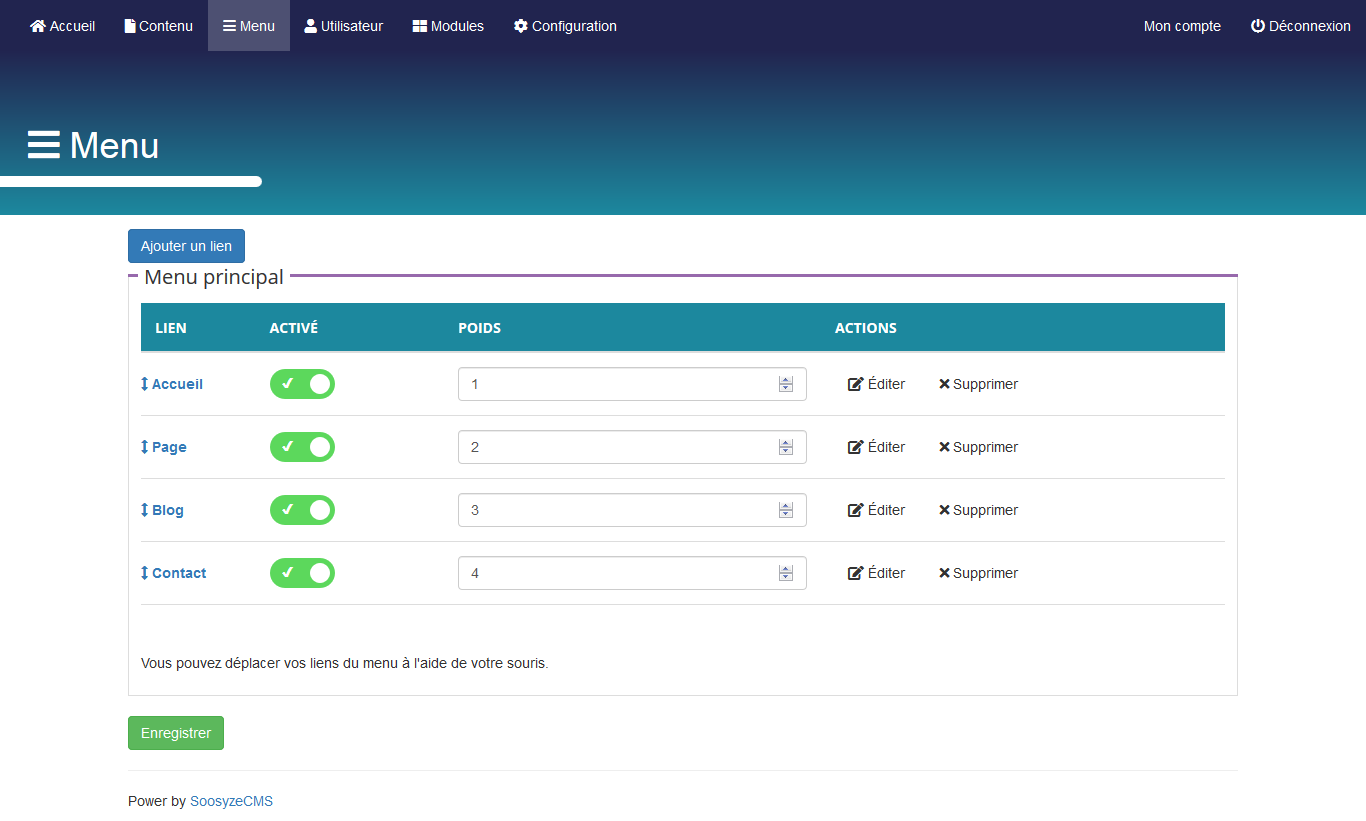 Accueil Contenu Menu Utilisateur Modules Configuration Mon compte Déconnexion
Menu
Ajouter un lien
Menu principal
LIEN ACTIVÉ POIDS ACTIONS
Accueil 1 Éditer Supprimer
Page 2 Éditer Supprimer
Blog 3 Éditer Supprimer
Contact 4 Éditer Supprimer
Vous pouvez déplacer vos liens du menu à l'aide de votre souris.
Enregistrer
Power by SoosyzeCMS